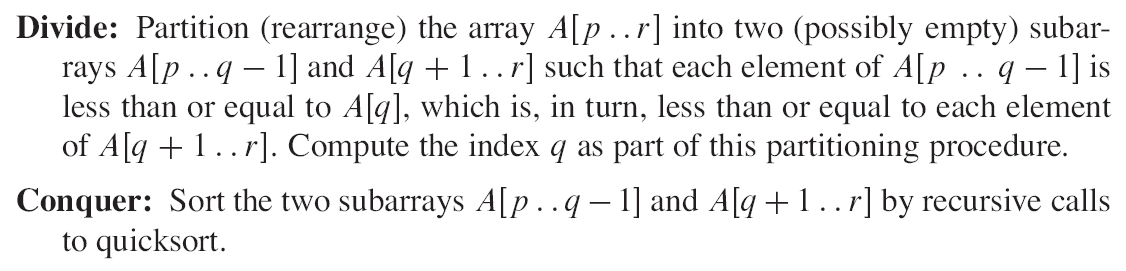 Divide: Partition (rearrange) the array A[p . . r] into two (possibly empty) subar-
rays A[p . . q − 1] and A[q + 1 . . r] such that each element of A[p . . q − 1] is
less than or equal to A[q], which is, in turn, less than or equal to each element
of A[q + 1 . . r]. Compute the index q as part of this partitioning procedure.
Conquer: Sort the two subarrays A[p . . q − 1] and A[q + 1 . . r] by recursive calls
to quicksort.